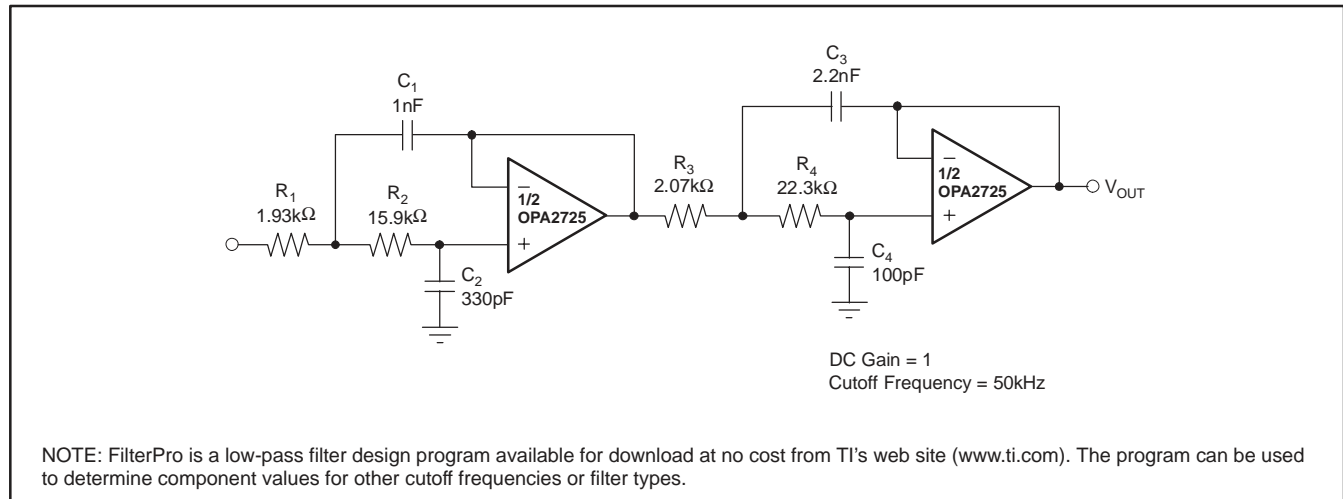 C1
1nF
R1
1.93kΩ
R2
15.9kΩ
C2
330pF
−
1/2
OPA2725
+
R3
2.07kΩ
C3
2.2nF
R4
22.3kΩ
C4
100pF
−
1/2
OPA2725
+
VOUT
DC Gain = 1
Cutoff Frequency = 50kHz
NOTE: FilterPro is a low-pass filter design program available for download at no cost from TI's web site (www.ti.com). The program can be used
to determine component values for other cutoff frequencies or filter types.